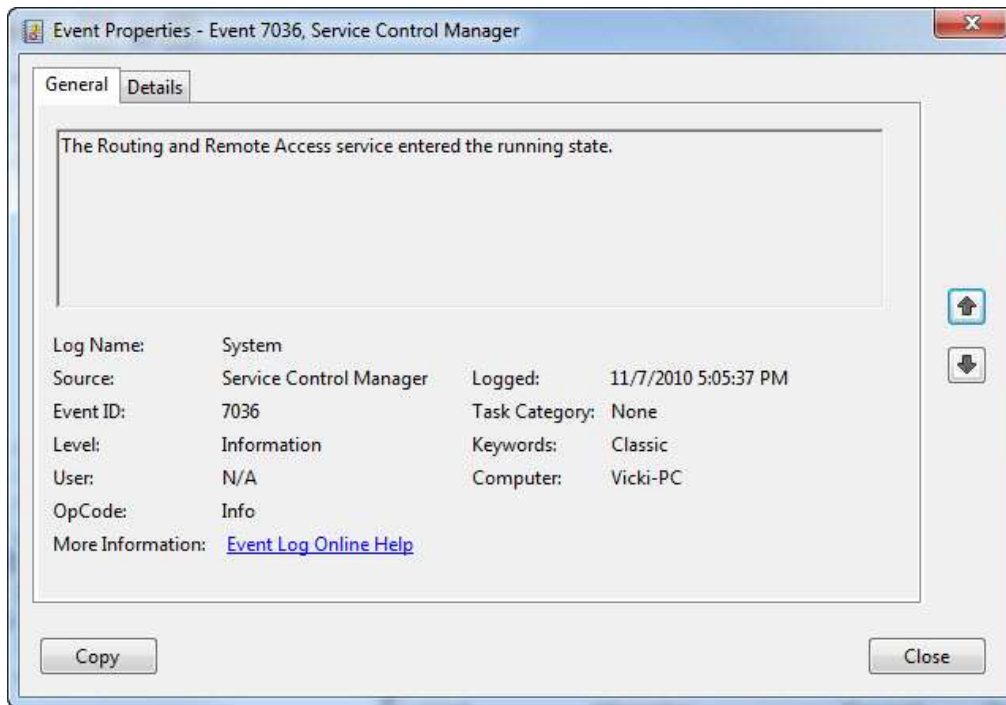 Event Properties - Event 7036, Service Control Manager
General Details
The Routing and Remote Access service entered the running state.
Log Name: System
Source: Service Control Manager Logged: 11/7/2010 5:05:37 PM
Event ID: 7036 Task Category: None
Level: Information Keywords: Classic
User: N/A Computer: Vicki-PC
OpCode: Info
More Information: Event Log Online Help
Copy Close